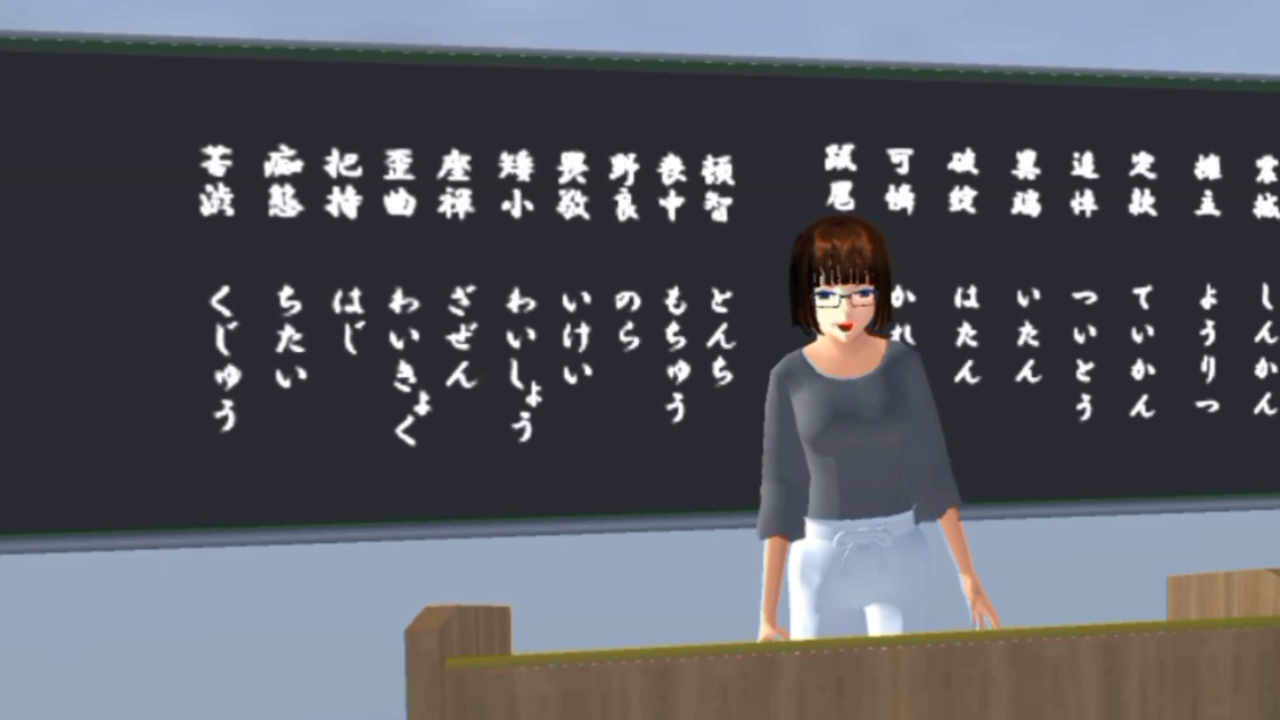 しんかん
擁立 ようりつ
定款 ていかん
追悼 ついとう
異端 いたん
破綻 はたん
可憐 かれ
頓智 とんち
喪中 もちゅう
野良 のら
畏敬 いけい
矮小 わいしょう
座禅 ざぜん
歪曲 わいきょく
把持 はじ
痴態 ちたい
苦渋 くじゅう